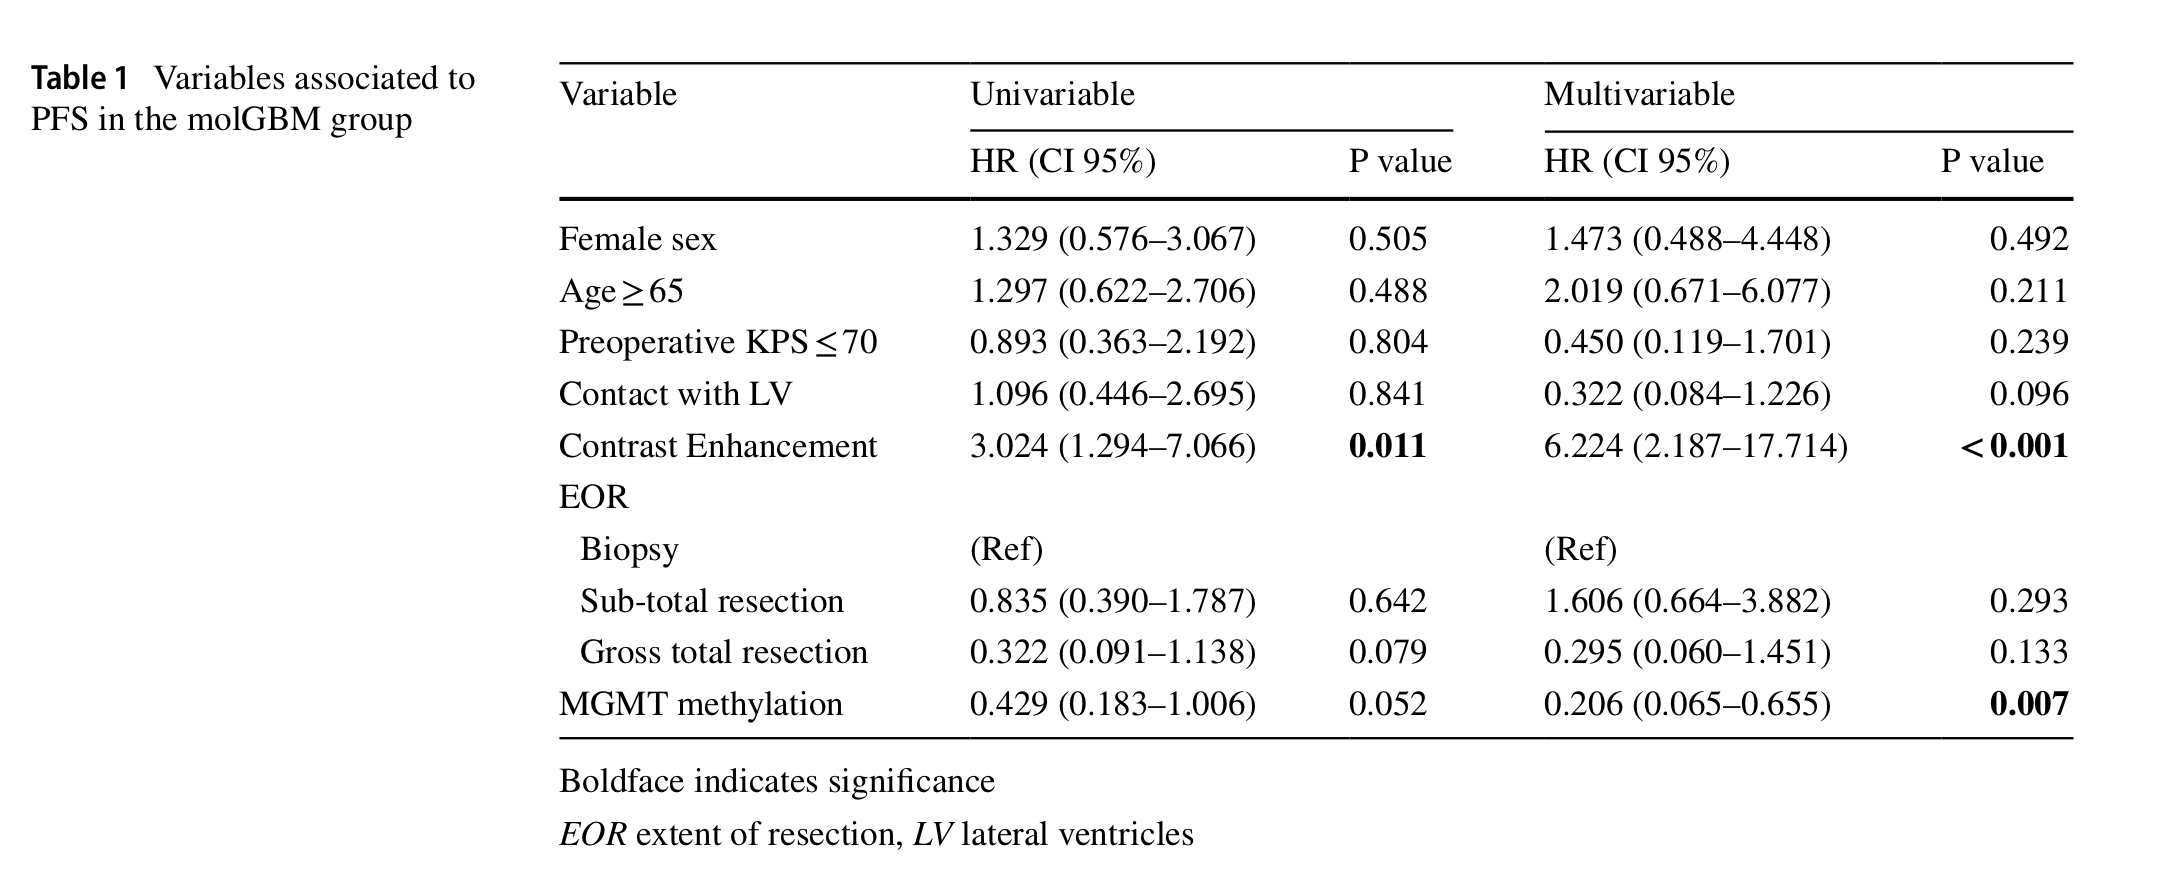 Table 1 Variables associated to
PFS in the molGBM group
Variable Univariable Multivariable
HR (CI 95%) P value HR (CI 95%) P value
Female sex 1.329 (0.576–3.067) 0.505 1.473 (0.488–4.448) 0.492
Age ≥ 65 1.297 (0.622–2.706) 0.488 2.019 (0.671–6.077) 0.211
Preoperative KPS ≤ 70 0.893 (0.363–2.192) 0.804 0.450 (0.119–1.701) 0.239
Contact with LV 1.096 (0.446–2.695) 0.841 0.322 (0.084–1.226) 0.096
Contrast Enhancement 3.024 (1.294–7.066) 0.011 6.224 (2.187–17.714) < 0.001
EOR
Biopsy (Ref) (Ref)
Sub-total resection 0.835 (0.390–1.787) 0.642 1.606 (0.664–3.882) 0.293
Gross total resection 0.322 (0.091–1.138) 0.079 0.295 (0.060–1.451) 0.133
MGMT methylation 0.429 (0.183–1.006) 0.052 0.206 (0.065–0.655) 0.007
Boldface indicates significance
EOR extent of resection, LV lateral ventricles